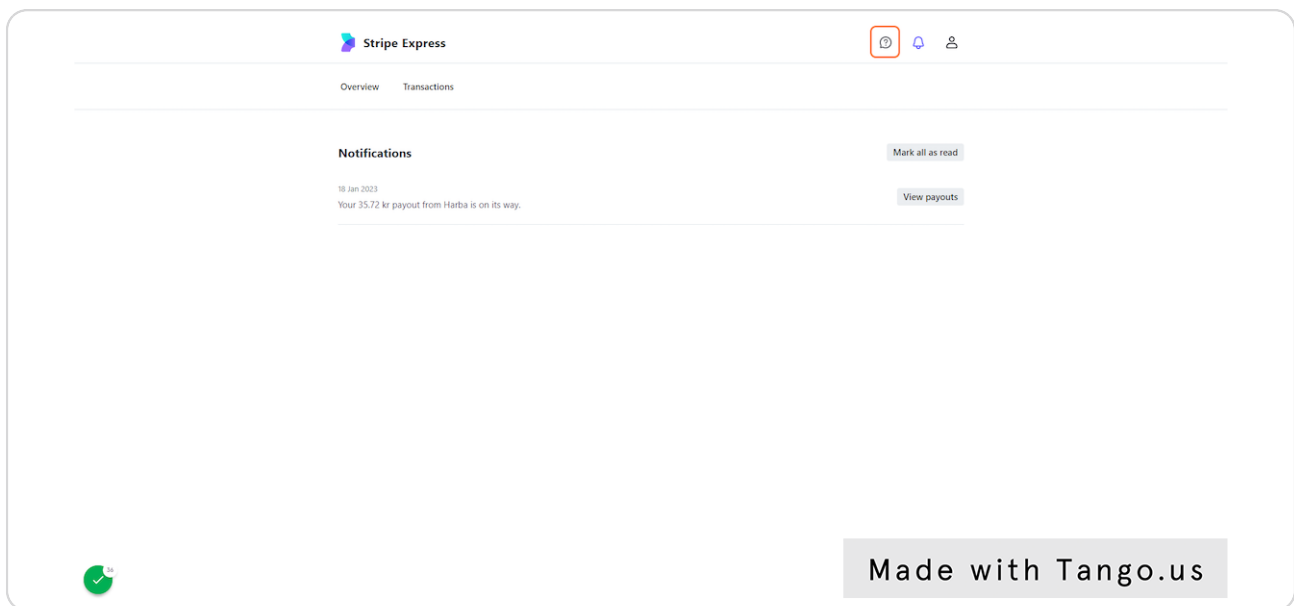 Stripe Express
Overview Transactions
Notifications
Mark all as read
18 Jan 2023
Your 35.72 kr payout from Harba is on its way.
View payouts
36
Made with Tango.us